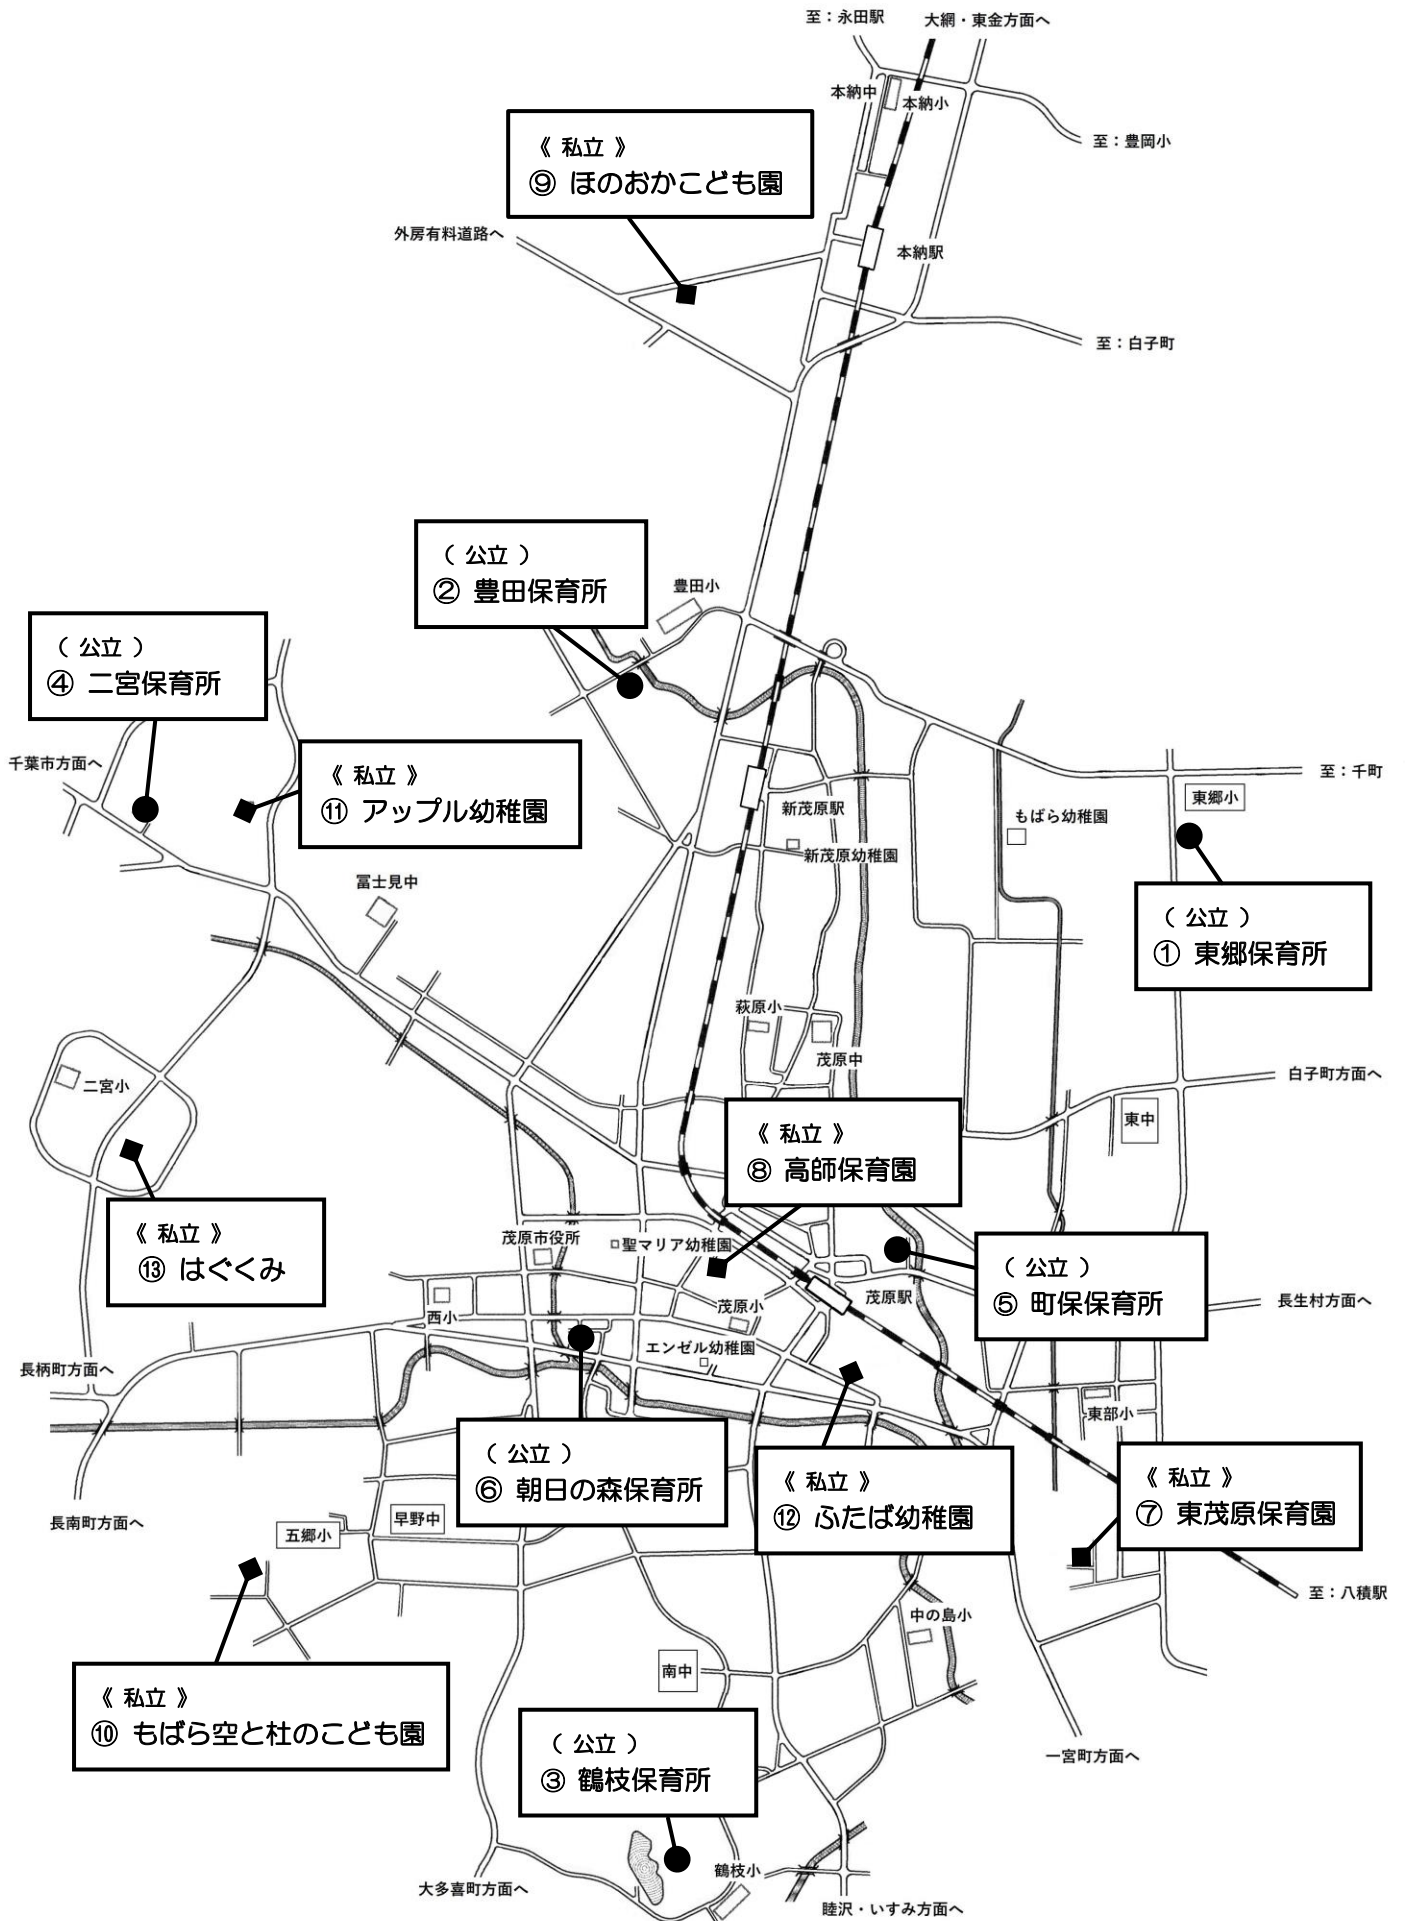 至：永田駅
大網・東金方面へ
本納中
本納小
至：豊岡小
《 私立 》
⑨ ほのおかこども園
外房有料道路へ
本納駅
至：白子町
（ 公立 ）
② 豊田保育所
豊田小
（ 公立 ）
④ 二宮保育所
千葉市方面へ
《 私立 》
⑪ アップル幼稚園
至：千町
東郷小
新茂原駅
もばら幼稚園
新茂原幼稚園
冨士見中
（ 公立 ）
① 東郷保育所
萩原小
茂原中
白子町方面へ
二宮小
東中
《 私立 》
⑧ 高師保育園
《 私立 》
⑬ はぐくみ
茂原市役所
聖マリア幼稚園
（ 公立 ）
⑤ 町保保育所
茂原駅
長生村方面へ
西小
茂原小
エンゼル幼稚園
長柄町方面へ
東部小
（ 公立 ）
⑥ 朝日の森保育所
《 私立 》
⑫ ふたば幼稚園
《 私立 》
⑦ 東茂原保育園
長南町方面へ
五郷小
早野中
至：八積駅
中の島小
南中
《 私立 》
⑩ もばら空と杜のこども園
（ 公立 ）
③ 鶴枝保育所
一宮町方面へ
鶴枝小
大多喜町方面へ
睦沢・いすみ方面へ